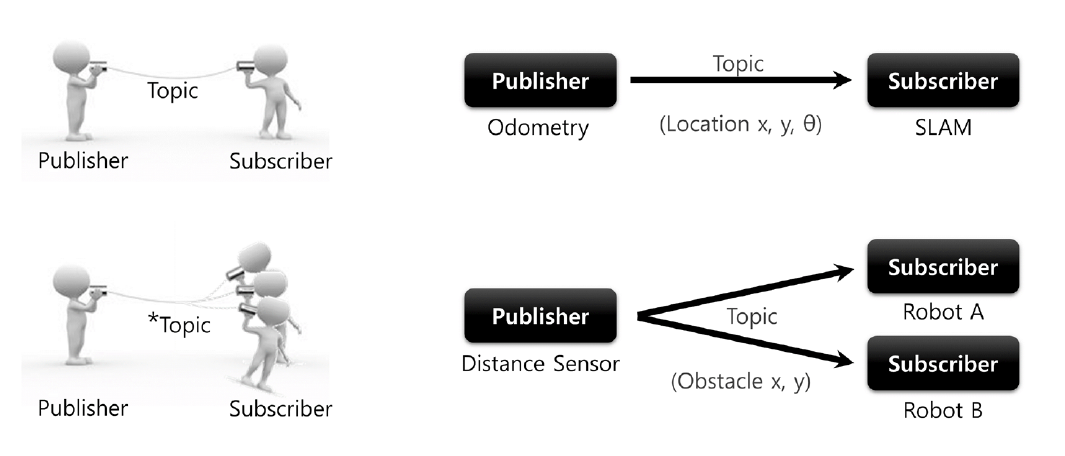 Topic
Publisher
Subscriber
Publisher
Topic
Subscriber
Odometry
(Location x, y, θ)
SLAM
*Topic
Publisher
Subscriber
Publisher
Distance Sensor
Topic
(Obstacle x, y)
Subscriber
Robot A
Subscriber
Robot B